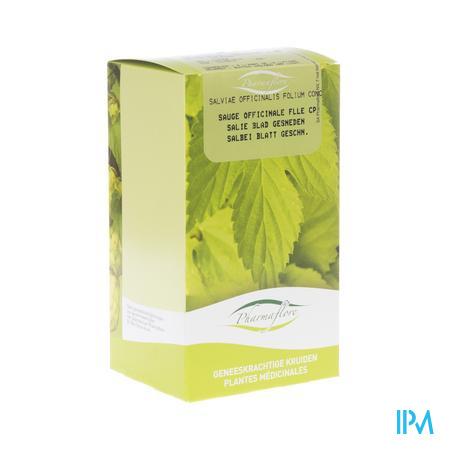 Pharmaflore
SALVIAE OFFICINALIS FOLIUM CONC
SAUGE OFFICINALE FLLE CP
SALIE BLAD GESNEDEN
SALBEI BLATT GESCHN.
Pharmaflore
GENEESKRACHTIGE KRUIDEN
PLANTES MÉDICINALES
IPM